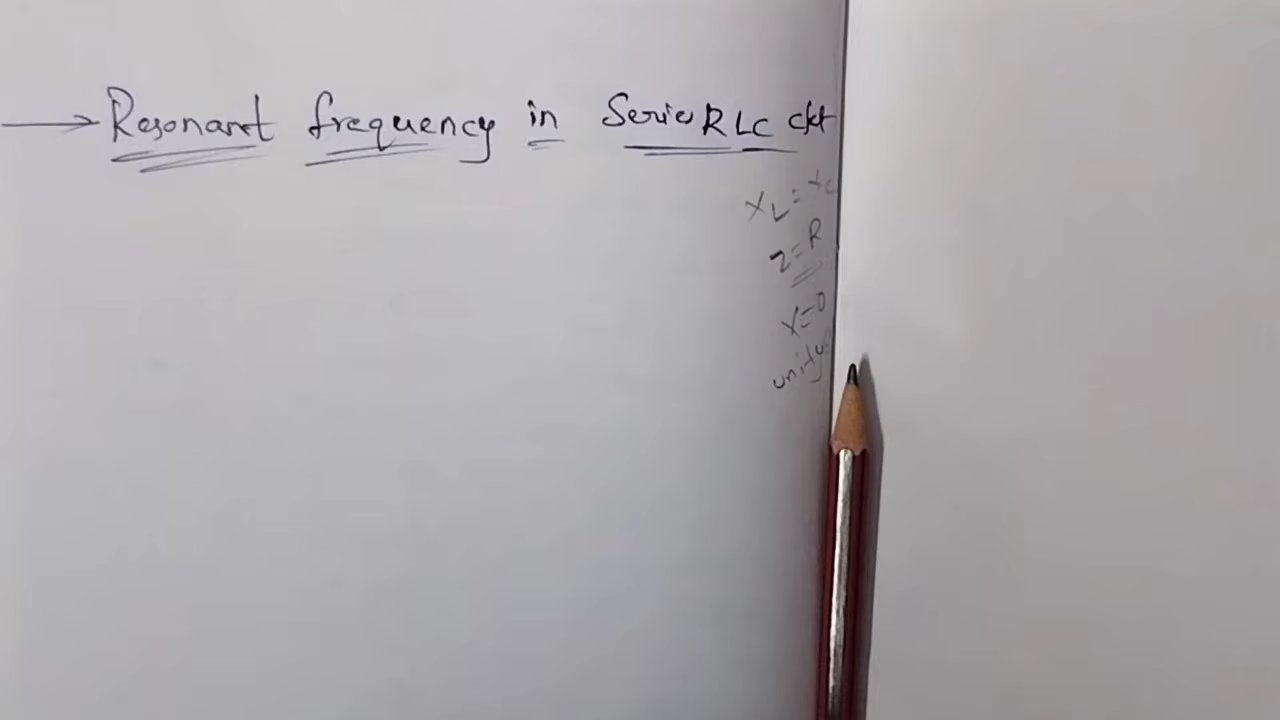 → Resonant frequency in Series RLC ckt
XL = XC
Z = R
X = 0
unity